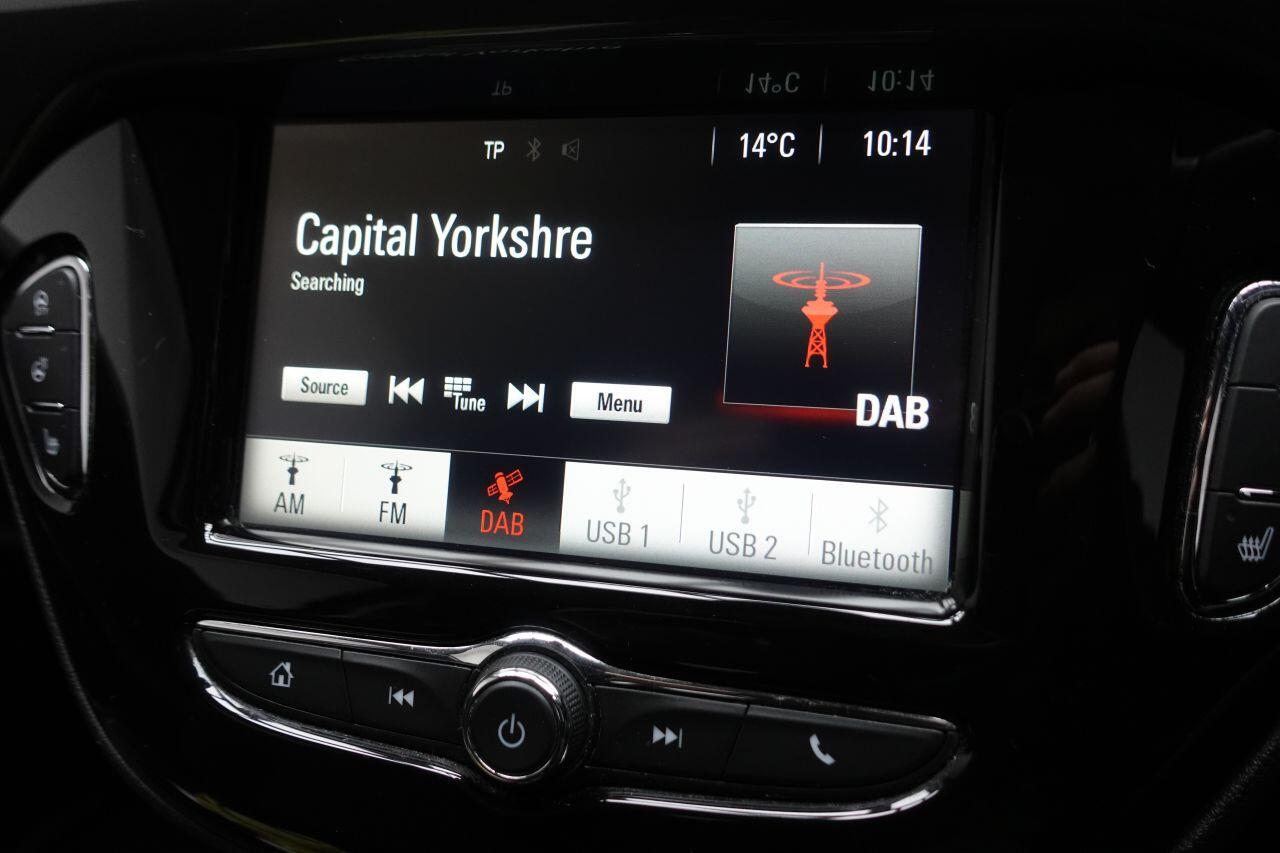 TP
14°C
10:14
Capital Yorkshre
Searching
Source
Tune
Menu
DAB
AM
FM
DAB
USB 1
USB 2
Bluetooth